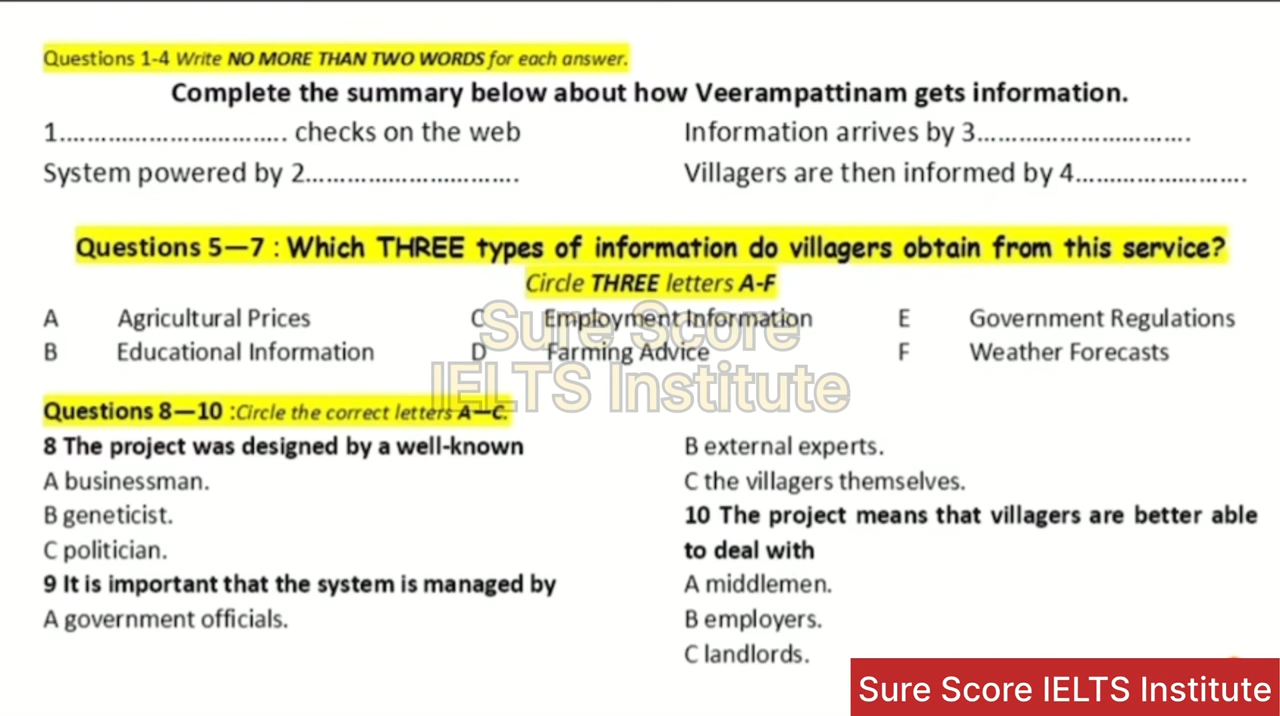 Questions 1-4 Write NO MORE THAN TWO WORDS for each answer.
Complete the summary below about how Veerampattinam gets information.
1................................. checks on the web
System powered by 2...............................
Information arrives by 3...............................
Villagers are then informed by 4.........................
Questions 5—7 : Which THREE types of information do villagers obtain from this service?
Circle THREE letters A-F
A Agricultural Prices
B Educational Information
C Employment Information
D Farming Advice
E Government Regulations
F Weather Forecasts
Sure Score
IELTS Institute
Questions 8—10 :Circle the correct letters A—C.
8 The project was designed by a well-known
A businessman.
B geneticist.
C politician.
9 It is important that the system is managed by
A government officials.
B external experts.
C the villagers themselves.
10 The project means that villagers are better able
to deal with
A middlemen.
B employers.
C landlords.
Sure Score IELTS Institute